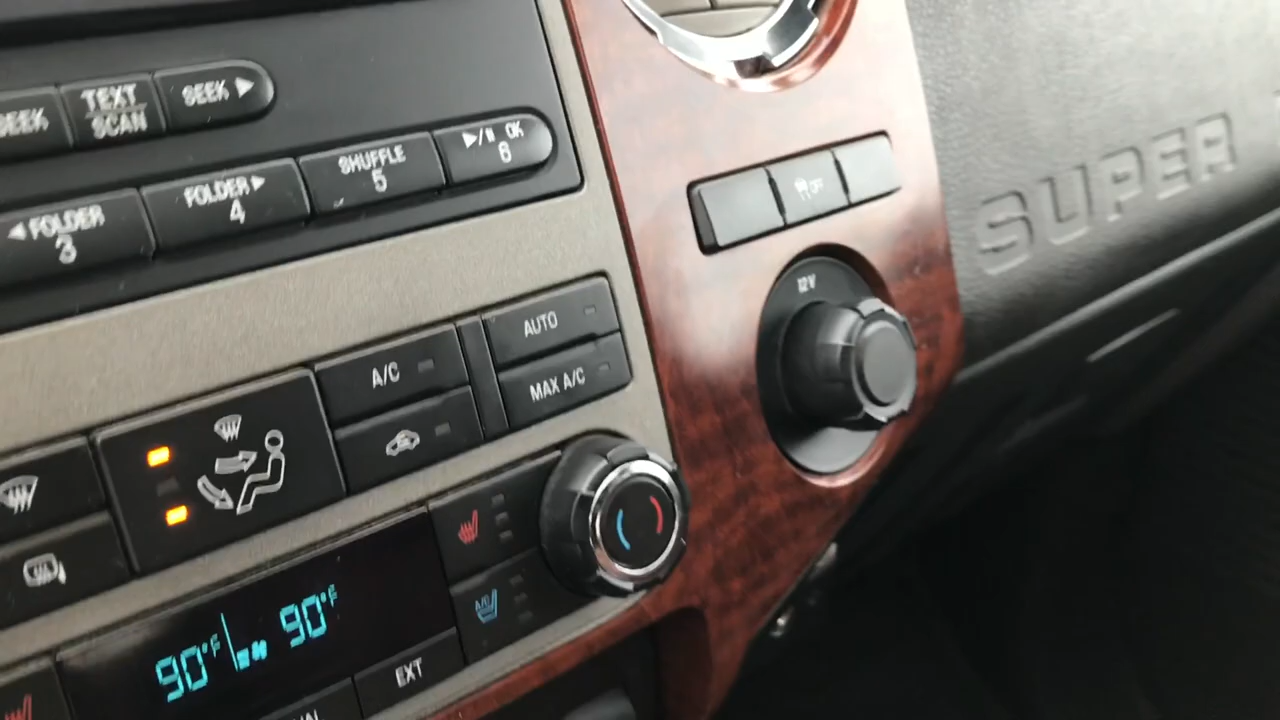 SEEK
TEXT
SCAN
SEEK
FOLDER
3
FOLDER
4
SHUFFLE
5
OK
6
OFF
SUPER
12V
AUTO
A/C
MAX A/C
A/C
90°F
90°F
EXT